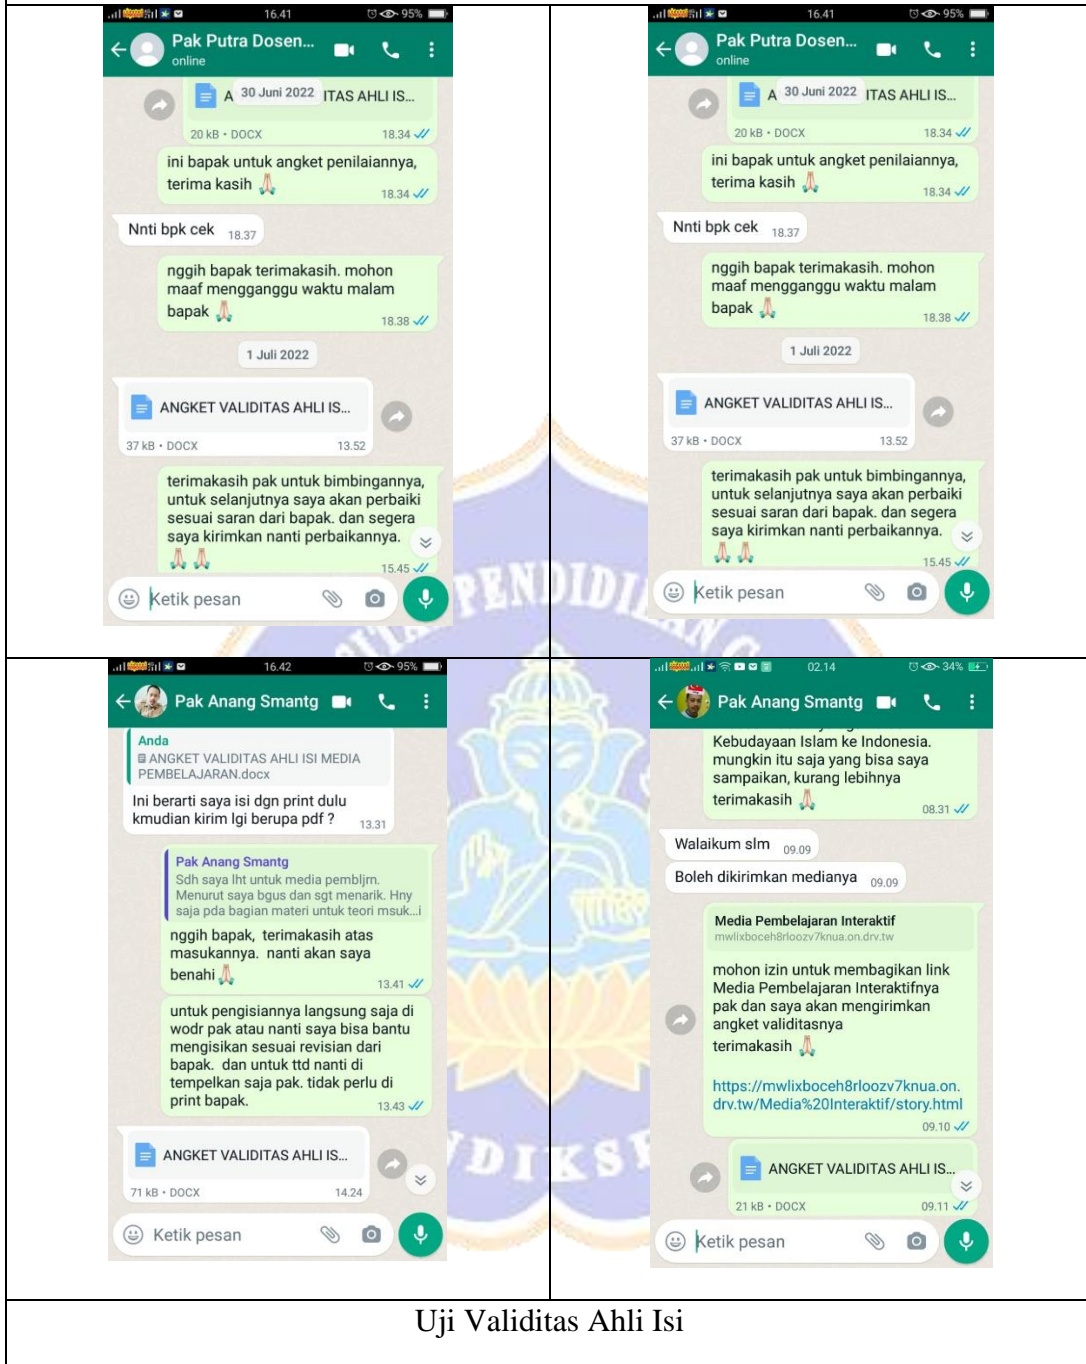 16.41
95%
Pak Putra Dosen...
online
30 Juni 2022
ITAS AHLI IS...
20 kB • DOCX
18.34
ini bapak untuk angket penilaiannya,
terima kasih 🙏
18.34
Nnti bpk cek
18.37
nggih bapak terimakasih. mohon
maaf mengganggu waktu malam
bapak 🙏
18.38
1 Juli 2022
ANGKET VALIDITAS AHLI IS...
37 kB • DOCX
13.52
terimakasih pak untuk bimbingannya,
untuk selanjutnya saya akan perbaiki
sesuai saran dari bapak. dan segera
saya kirimkan nanti perbaikannya.
🙏 🙏
15.45
Ketik pesan
16.41
95%
Pak Putra Dosen...
online
30 Juni 2022
ITAS AHLI IS...
20 kB • DOCX
18.34
ini bapak untuk angket penilaiannya,
terima kasih 🙏
18.34
Nnti bpk cek
18.37
nggih bapak terimakasih. mohon
maaf mengganggu waktu malam
bapak 🙏
18.38
1 Juli 2022
ANGKET VALIDITAS AHLI IS...
37 kB • DOCX
13.52
terimakasih pak untuk bimbingannya,
untuk selanjutnya saya akan perbaiki
sesuai saran dari bapak. dan segera
saya kirimkan nanti perbaikannya.
🙏 🙏
15.45
Ketik pesan
16.42
95%
Pak Anang Smantg
Anda
ANGKET VALIDITAS AHLI ISI MEDIA
PEMBELAJARAN.docx
Ini berarti saya isi dgn print dulu
kmudian kirim lgi berupa pdf ?
13.31
Pak Anang Smantg
Sdh saya lht untuk media pembljrn.
Menurut saya bgus dan sgt menarik. Hny
saja pda bagian materi untuk teori msuk...i
nggih bapak, terimakasih atas
masukannya. nanti akan saya
benahi 🙏
13.41
untuk pengisiannya langsung saja di
wodr pak atau nanti saya bisa bantu
mengisikan sesuai revisian dari
bapak. dan untuk ttd nanti di
tempelkan saja pak. tidak perlu di
print bapak.
13.43
ANGKET VALIDITAS AHLI IS...
71 kB • DOCX
14.24
Ketik pesan
02.14
34%
Pak Anang Smantg
Kebudayaan Islam ke Indonesia.
mungkin itu saja yang bisa saya
sampaikan, kurang lebihnya
terimakasih 🙏
08.31
Walaikum slm
09.09
Boleh dikirimkan medianya
09.09
Media Pembelajaran Interaktif
mwlixboceh8rloozv7knua.on.drv.tw
mohon izin untuk membagikan link
Media Pembelajaran Interaktifnya
pak dan saya akan mengirimkan
angket validitasnya
terimakasih 🙏
https://mwlixboceh8rloozv7knua.on.
drv.tw/Media%20Interaktif/story.html
09.10
ANGKET VALIDITAS AHLI IS...
21 kB • DOCX
09.11
Ketik pesan
Uji Validitas Ahli Isi